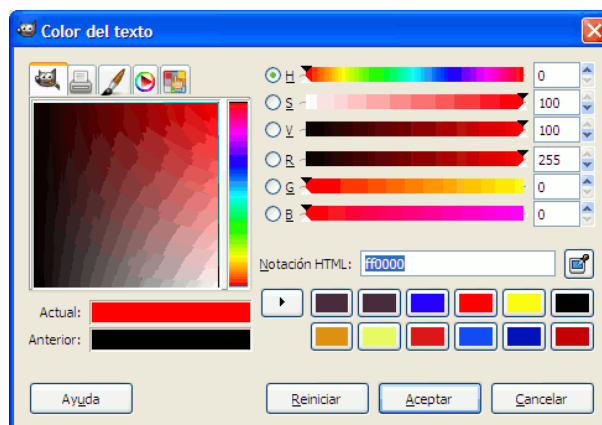 Color del texto
H 0
S 100
V 100
R 255
G 0
B 0
Notación HTML: ff0000
Actual:
Anterior:
Ayuda
Reiniciar
Aceptar
Cancelar